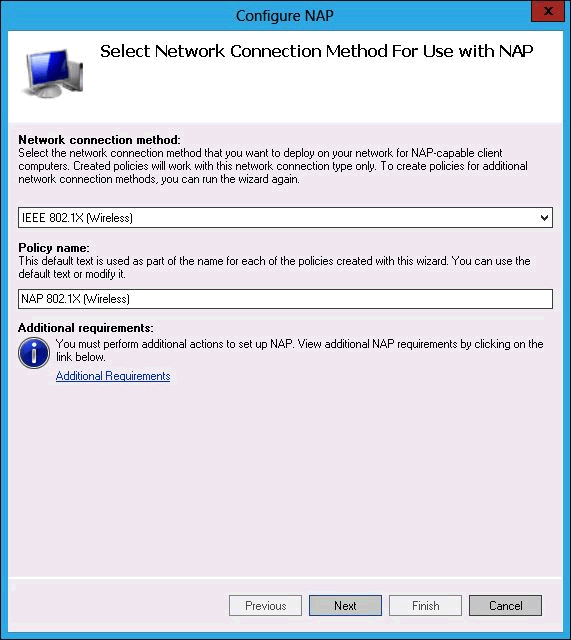 Configure NAP
x
Select Network Connection Method For Use with NAP
Network connection method:
Select the network connection method that you want to deploy on your network for NAP-capable client
computers. Created policies will work with this network connection type only. To create policies for additional
network connection methods, you can run the wizard again.
IEEE 802.1X (Wireless)
Policy name:
This default text is used as part of the name for each of the policies created with this wizard. You can use the
default text or modify it.
NAP 802.1X (Wireless)
Additional requirements:
You must perform additional actions to set up NAP. View additional NAP requirements by clicking on the
link below.
Additional Requirements
Previous Next Finish Cancel